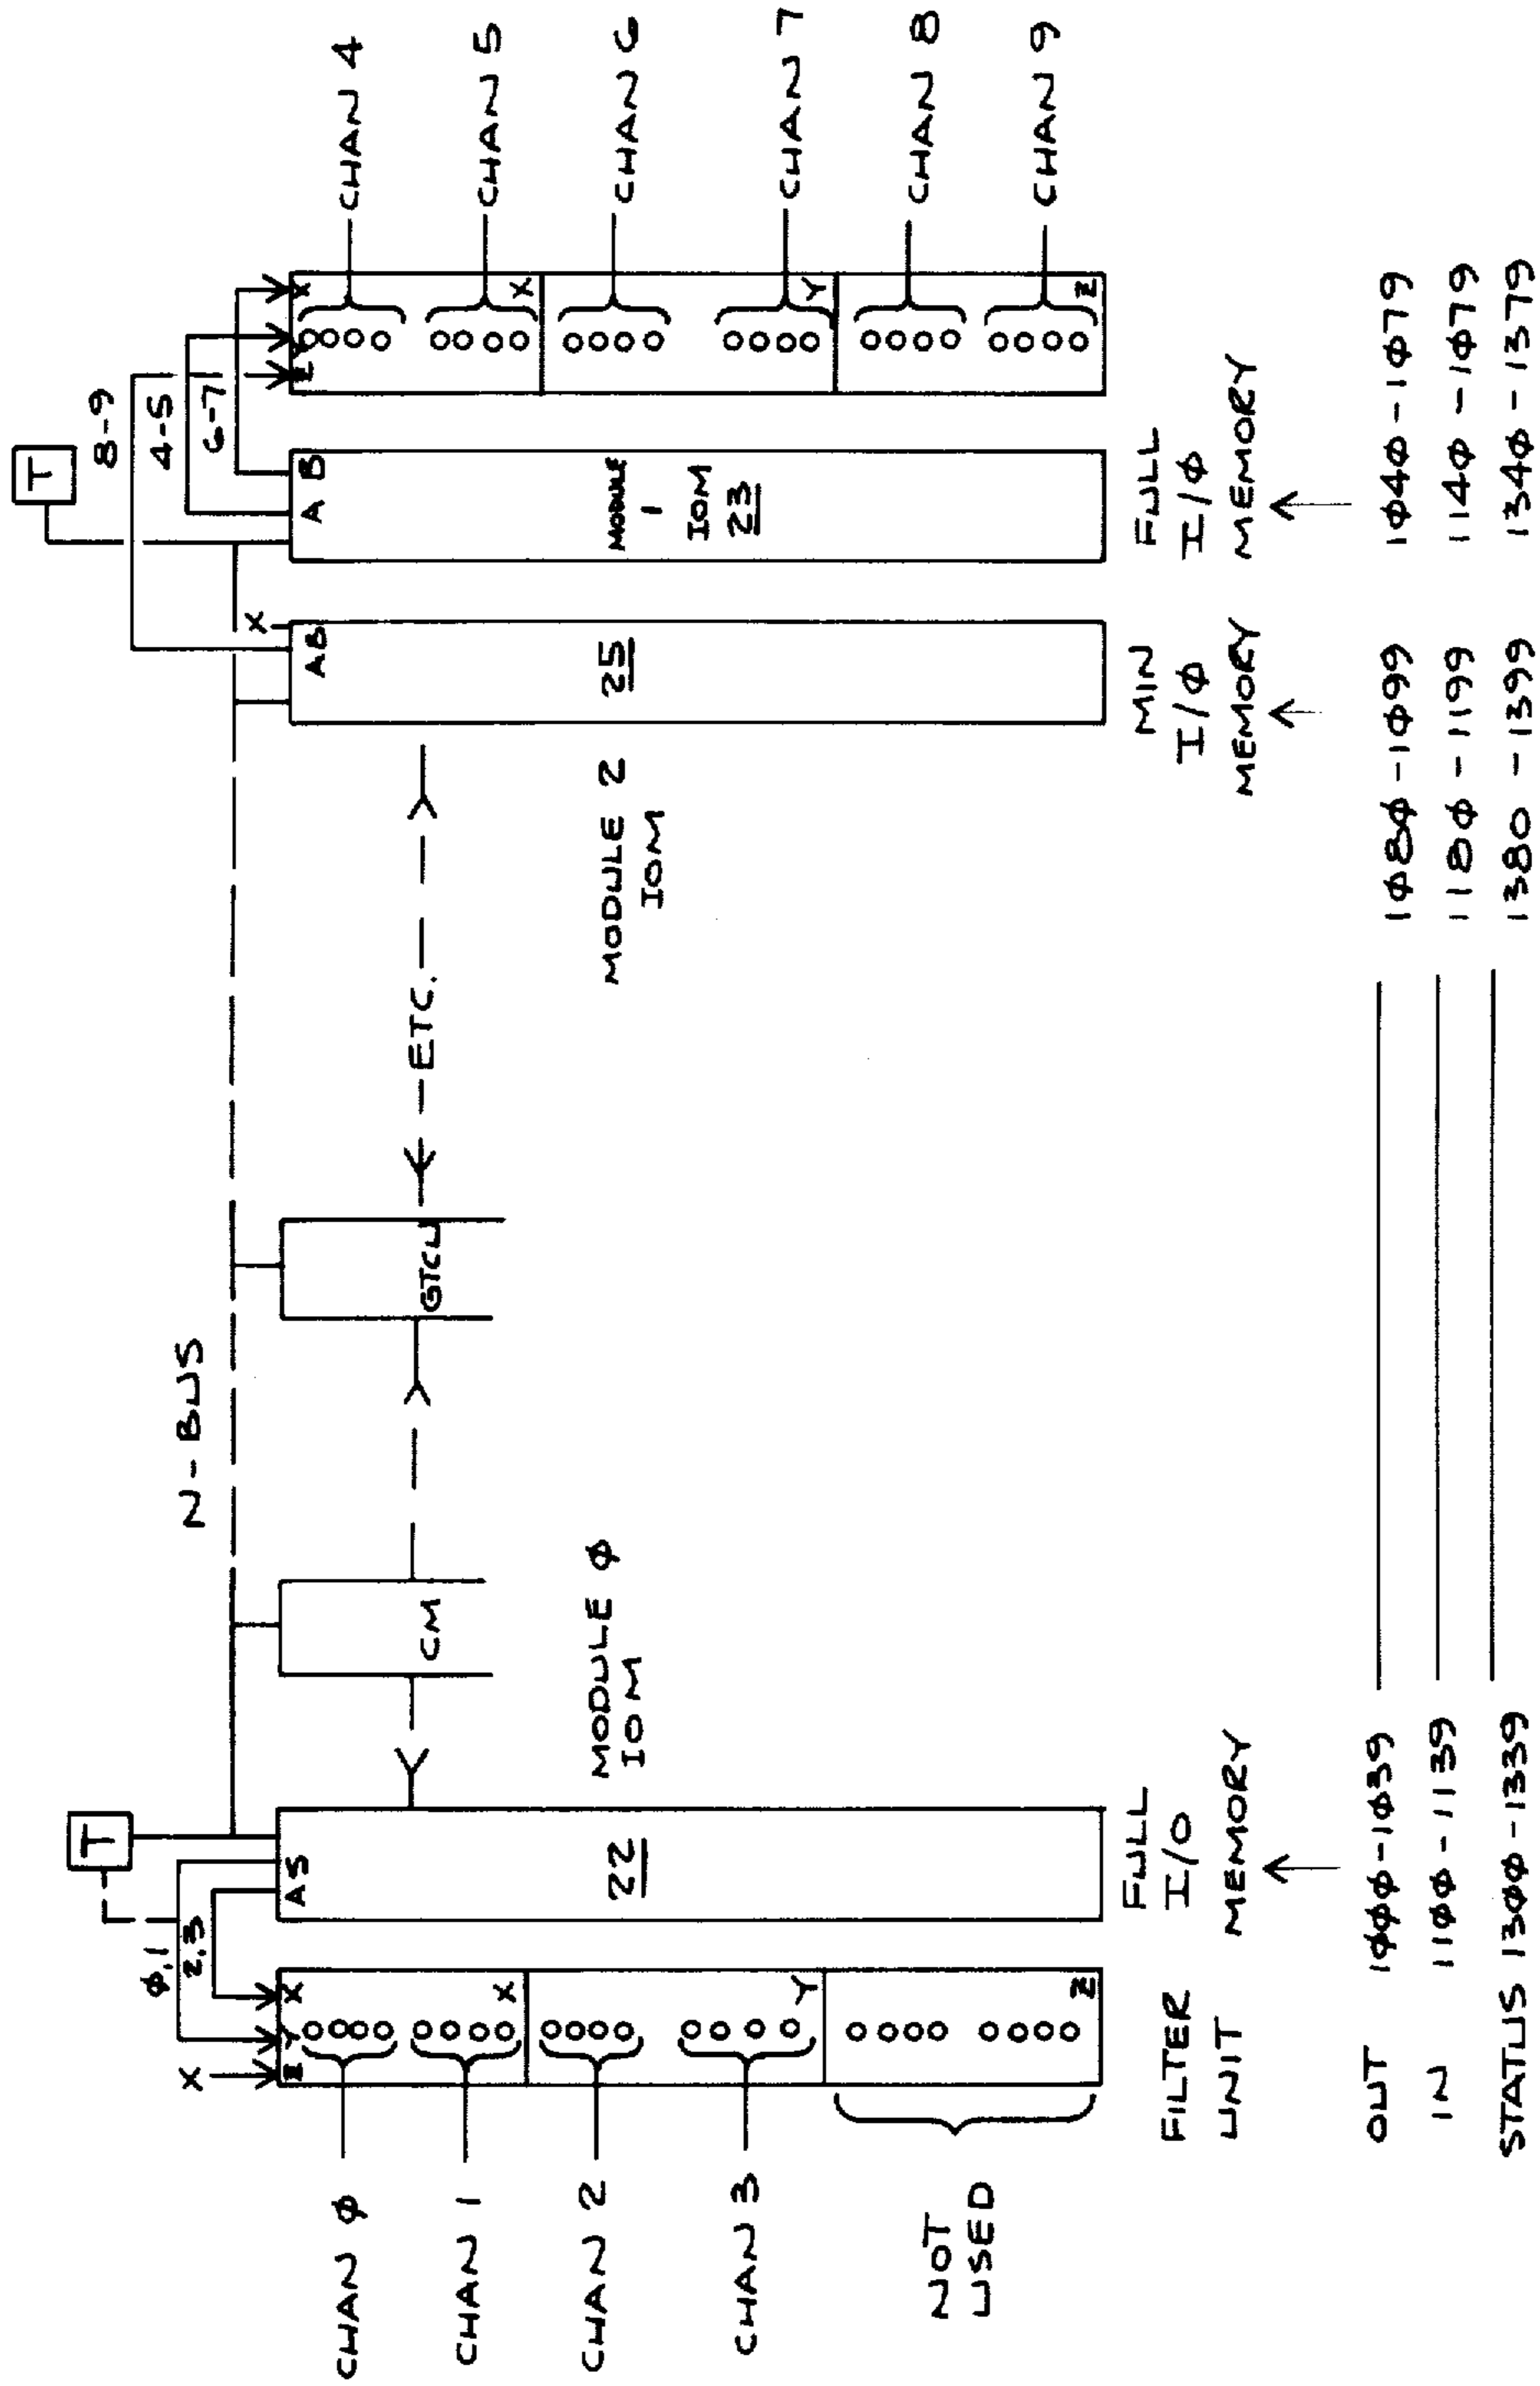 T
T
N-BUS
8-9
4-5
6-7
Φ,1
2,3
X
Z
Y
X
A S
X
A B
A B
Z
Y
X
CHAN Φ
CHAN 1
CHAN 2
CHAN 3
NOT
USED
X
Y
Z
22
CM
GTCU
ETC.
MODULE Φ
IOM
MODULE 2
IOM
25
MODULE
1
IOM
23
X
Y
Z
CHAN 4
CHAN 5
CHAN 6
CHAN 7
CHAN 8
CHAN 9
FILTER
UNIT
FULL
I/O
MEMORY
MIN
I/Φ
MEMORY
FULL
I/Φ
MEMORY
OUT 1ΦΦΦ-1Φ39 1Φ8Φ-1Φ99 1Φ4Φ-1Φ79
IN 11ΦΦ-1139 118Φ-1199 114Φ-1Φ79
STATUS 13ΦΦ-1339 1380-1399 134Φ-1379